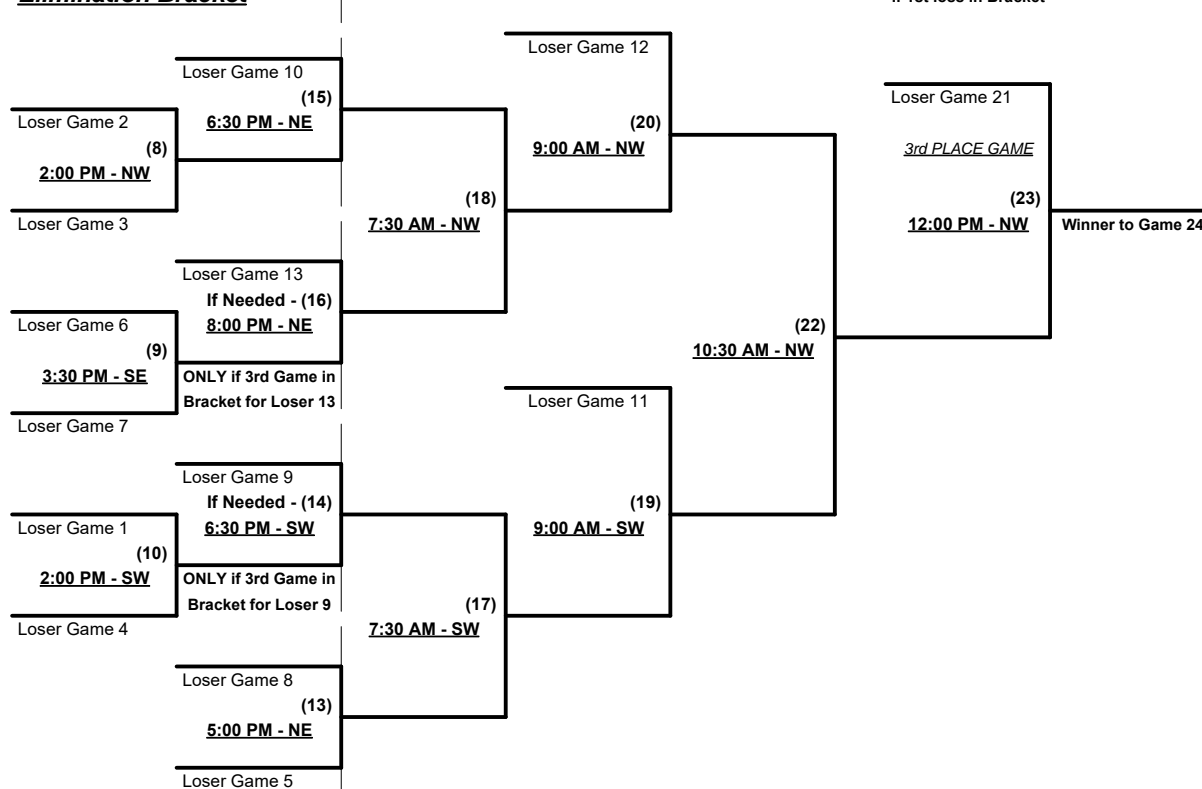 Elimination Bracket
if 1st loss in Bracket
Loser Game 12
Loser Game 10
(15)
6:30 PM - NE
Loser Game 21
Loser Game 2
(8)
2:00 PM - NW
(20)
9:00 AM - NW
3rd PLACE GAME
(18)
7:30 AM - NW
(23)
12:00 PM - NW
Winner to Game 24
Loser Game 3
Loser Game 13
If Needed - (16)
8:00 PM - NE
Loser Game 6
(9)
3:30 PM - SE
(22)
10:30 AM - NW
ONLY if 3rd Game in
Bracket for Loser 13
Loser Game 11
Loser Game 7
Loser Game 9
If Needed - (14)
6:30 PM - SW
(19)
9:00 AM - SW
Loser Game 1
(10)
2:00 PM - SW
ONLY if 3rd Game in
Bracket for Loser 9
(17)
7:30 AM - SW
Loser Game 4
Loser Game 8
(13)
5:00 PM - NE
Loser Game 5